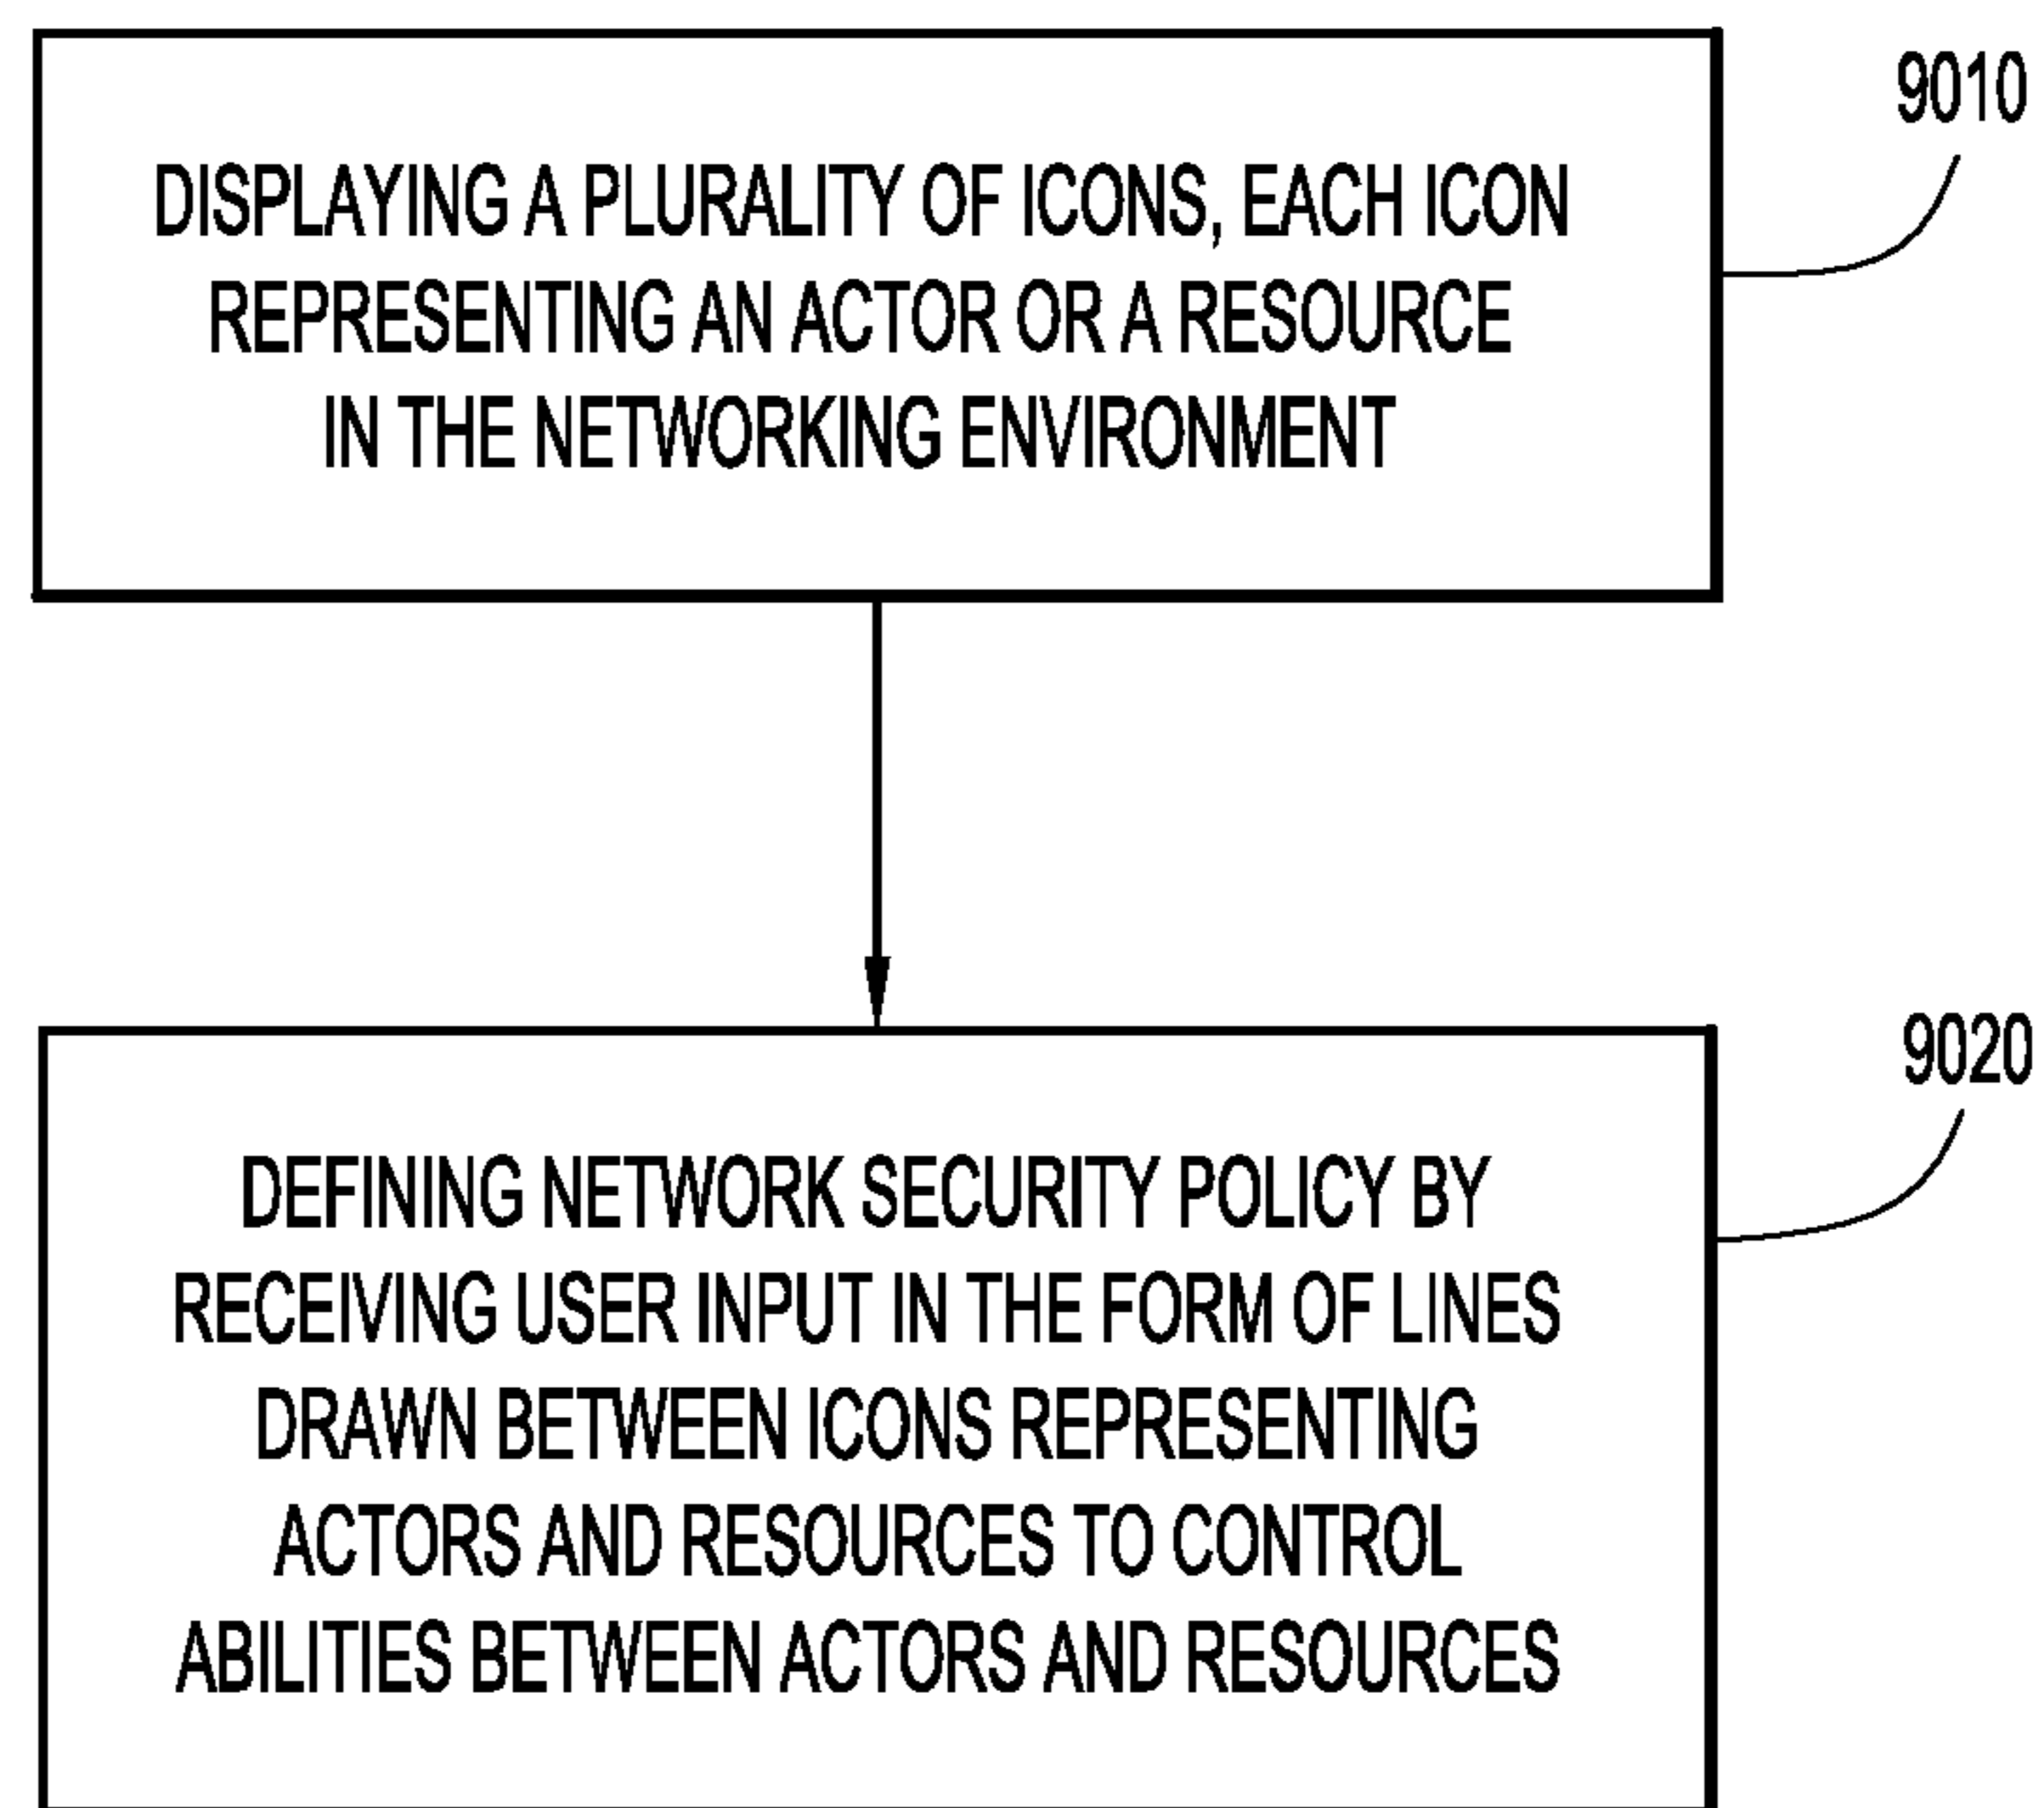 9010
DISPLAYING A PLURALITY OF ICONS, EACH ICON
REPRESENTING AN ACTOR OR A RESOURCE
IN THE NETWORKING ENVIRONMENT
9020
DEFINING NETWORK SECURITY POLICY BY
RECEIVING USER INPUT IN THE FORM OF LINES
DRAWN BETWEEN ICONS REPRESENTING
ACTORS AND RESOURCES TO CONTROL
ABILITIES BETWEEN ACTORS AND RESOURCES